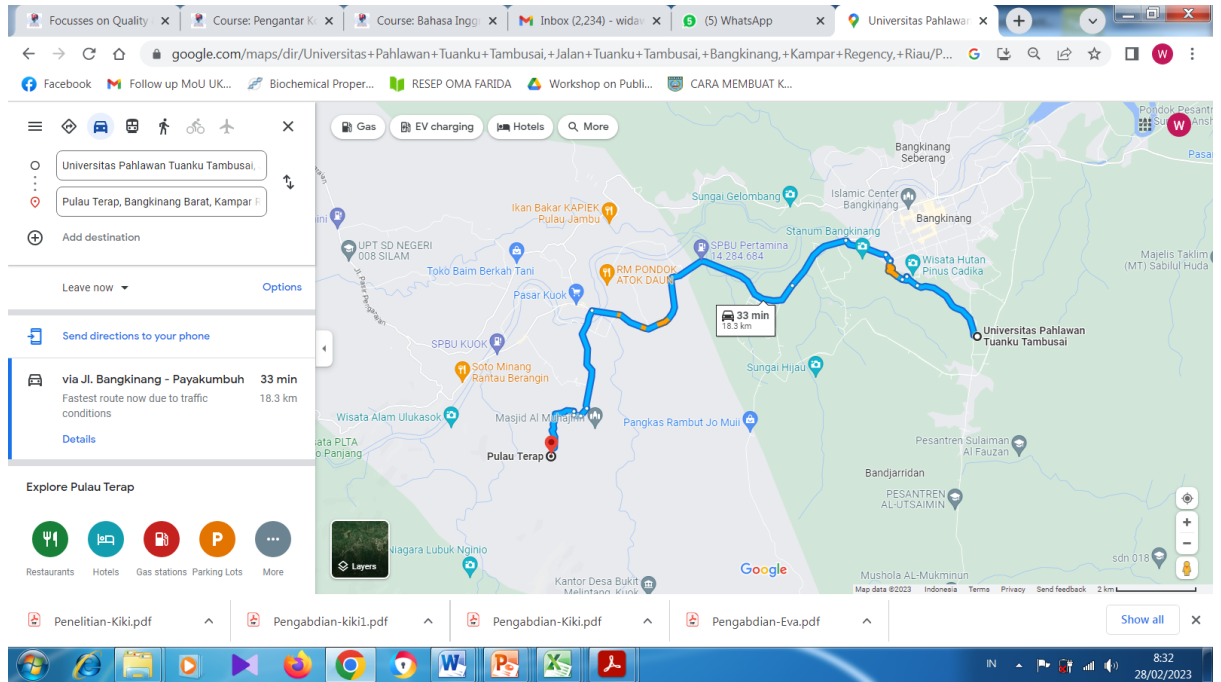 Focusses on Quality
Course: Pengantar Ko
Course: Bahasa Inggr
Inbox (2,234) - widaw
(5) WhatsApp
Universitas Pahlawan
google.com/maps/dir/Universitas+Pahlawan+Tuanku+Tambusai,+Jalan+Tuanku+Tambusai,+Bangkinang,+Kampar+Regency,+Riau/P...
W
Facebook
Follow up MoU UK...
Biochemical Proper...
RESEP OMA FARIDA
Workshop on Publi...
CARA MEMBUAT K...
Universitas Pahlawan Tuanku Tambusai,
Pulau Terap, Bangkinang Barat, Kampar R
Add destination
Leave now
Options
Send directions to your phone
via Jl. Bangkinang - Payakumbuh 33 min
Fastest route now due to traffic 18.3 km
conditions
Details
Explore Pulau Terap
P
Restaurants
Hotels
Gas stations
Parking Lots
More
Gas
EV charging
Hotels
More
Pondok Pesantr
W
Pasa
Bangkinang
Seberang
Islamic Center
Bangkinang
Bangkinang
Sungai Gelombang
Ikan Bakar KAPIEK
Pulau Jambu
Stanum Bangkinang
UPT SD NEGERI
008 SILAM
SPBU Pertamina
14 284 684
Wisata Hutan
Pinus Cadika
Majelis Taklim
(MT) Sabilul Huda
Toko Baim Berkah Tani
RM PONDOK
ATOK DAUN
Pasar Kuok
33 min
18.3 km
Universitas Pahlawan
Tuanku Tambusai
SPBU KUOK
Soto Minang
Rantau Berangin
Sungai Hijau
Wisata Alam Ulukasok
Masjid Al Muhajirin
Pangkas Rambut Jo Muii
ata PLTA
o Panjang
Pulau Terap
Pesantren Sulaiman
Al Fauzan
Bandjarridan
PESANTREN
AL-UTSAIMIN
Layers
Niagara Lubuk Nginio
Google
Kantor Desa Bukit
Melintang, Kuok
Mushola AL-Mukminun
sdn 018
Map data ©2023
Indonesia
Terms
Privacy
Send feedback
2 km
Penelitian-Kiki.pdf
Pengabdian-kiki1.pdf
Pengabdian-Kiki.pdf
Pengabdian-Eva.pdf
Show all
IN
8:32
28/02/2023